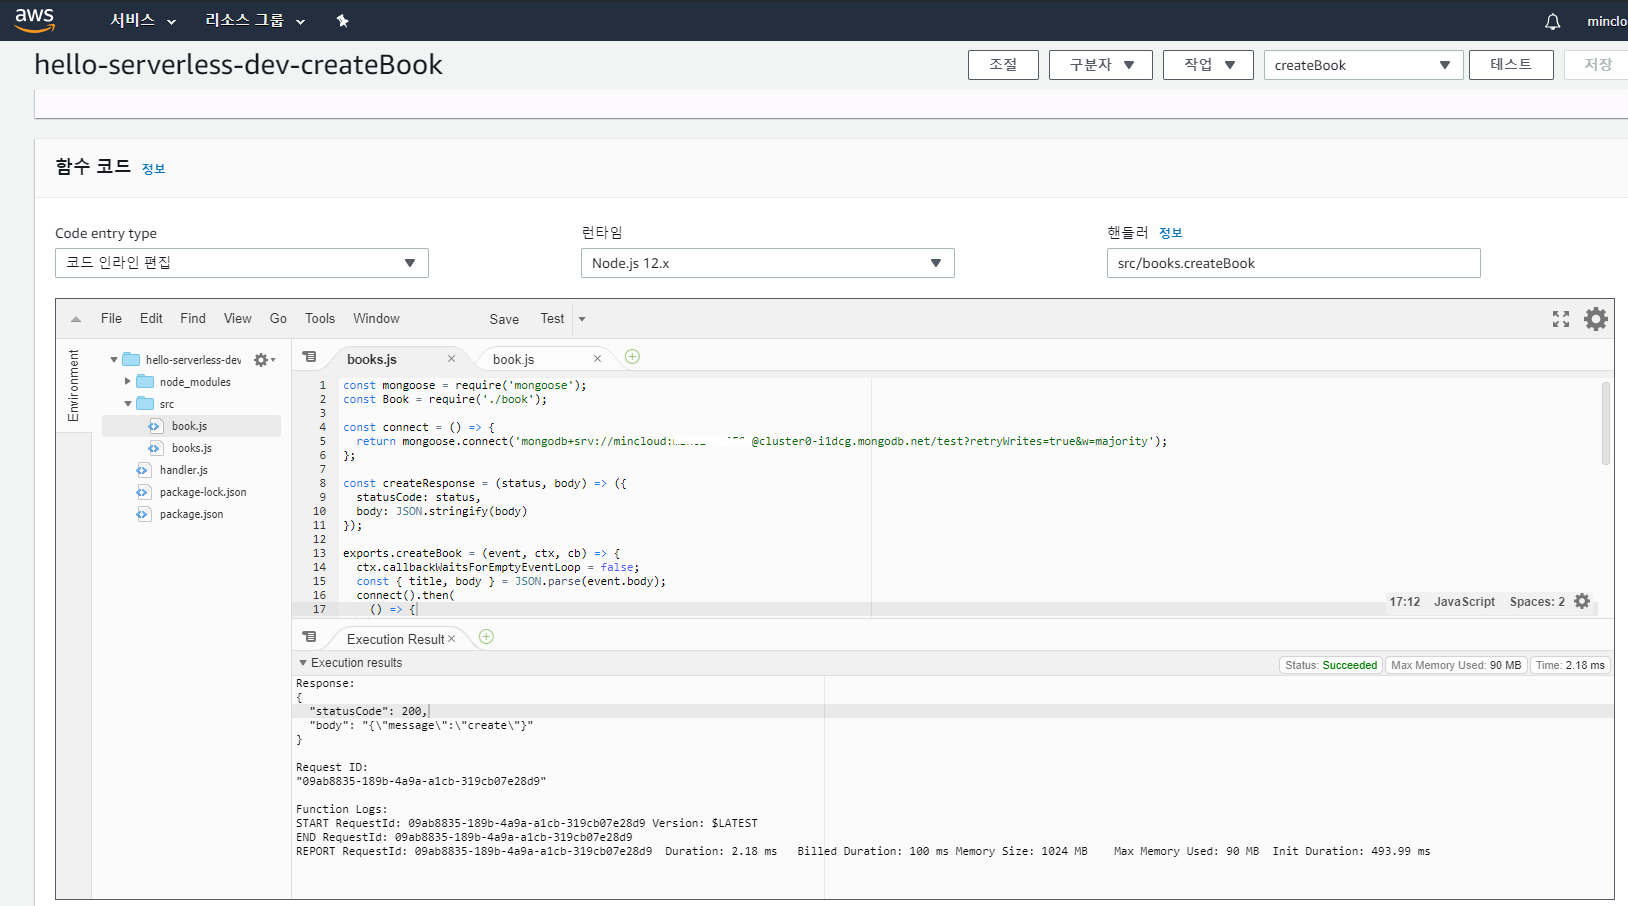 aws
서비스
리소스 그룹
minclo
hello-serverless-dev-createBook
조절
구분자
작업
createBook
테스트
저장
함수 코드 정보
Code entry type
런타임
핸들러 정보
코드 인라인 편집
Node.js 12.x
src/books.createBook
File Edit Find View Go Tools Window Save Test
Environment
hello-serverless-dev
node_modules
src
book.js
books.js
handler.js
package-lock.json
package.json
books.js
book.js
1 const mongoose = require('mongoose');
2 const Book = require('./book');
3
4 const connect = () => {
5 return mongoose.connect('mongodb+srv://mincloud: @cluster0-i1dcg.mongodb.net/test?retryWrites=true&w=majority');
6 };
7
8 const createResponse = (status, body) => ({
9 statusCode: status,
10 body: JSON.stringify(body)
11 });
12
13 exports.createBook = (event, ctx, cb) => {
14 ctx.callbackWaitsForEmptyEventLoop = false;
15 const { title, body } = JSON.parse(event.body);
16 connect().then(
17 () => {
17:12 JavaScript Spaces: 2
Execution Result
Execution results
Status: Succeeded
Max Memory Used: 90 MB
Time: 2.18 ms
Response:
{
"statusCode": 200,
"body": "{\"message\":\"create\"}"
}
Request ID:
"09ab8835-189b-4a9a-a1cb-319cb07e28d9"
Function Logs:
START RequestId: 09ab8835-189b-4a9a-a1cb-319cb07e28d9 Version: $LATEST
END RequestId: 09ab8835-189b-4a9a-a1cb-319cb07e28d9
REPORT RequestId: 09ab8835-189b-4a9a-a1cb-319cb07e28d9 Duration: 2.18 ms Billed Duration: 100 ms Memory Size: 1024 MB Max Memory Used: 90 MB Init Duration: 493.99 ms